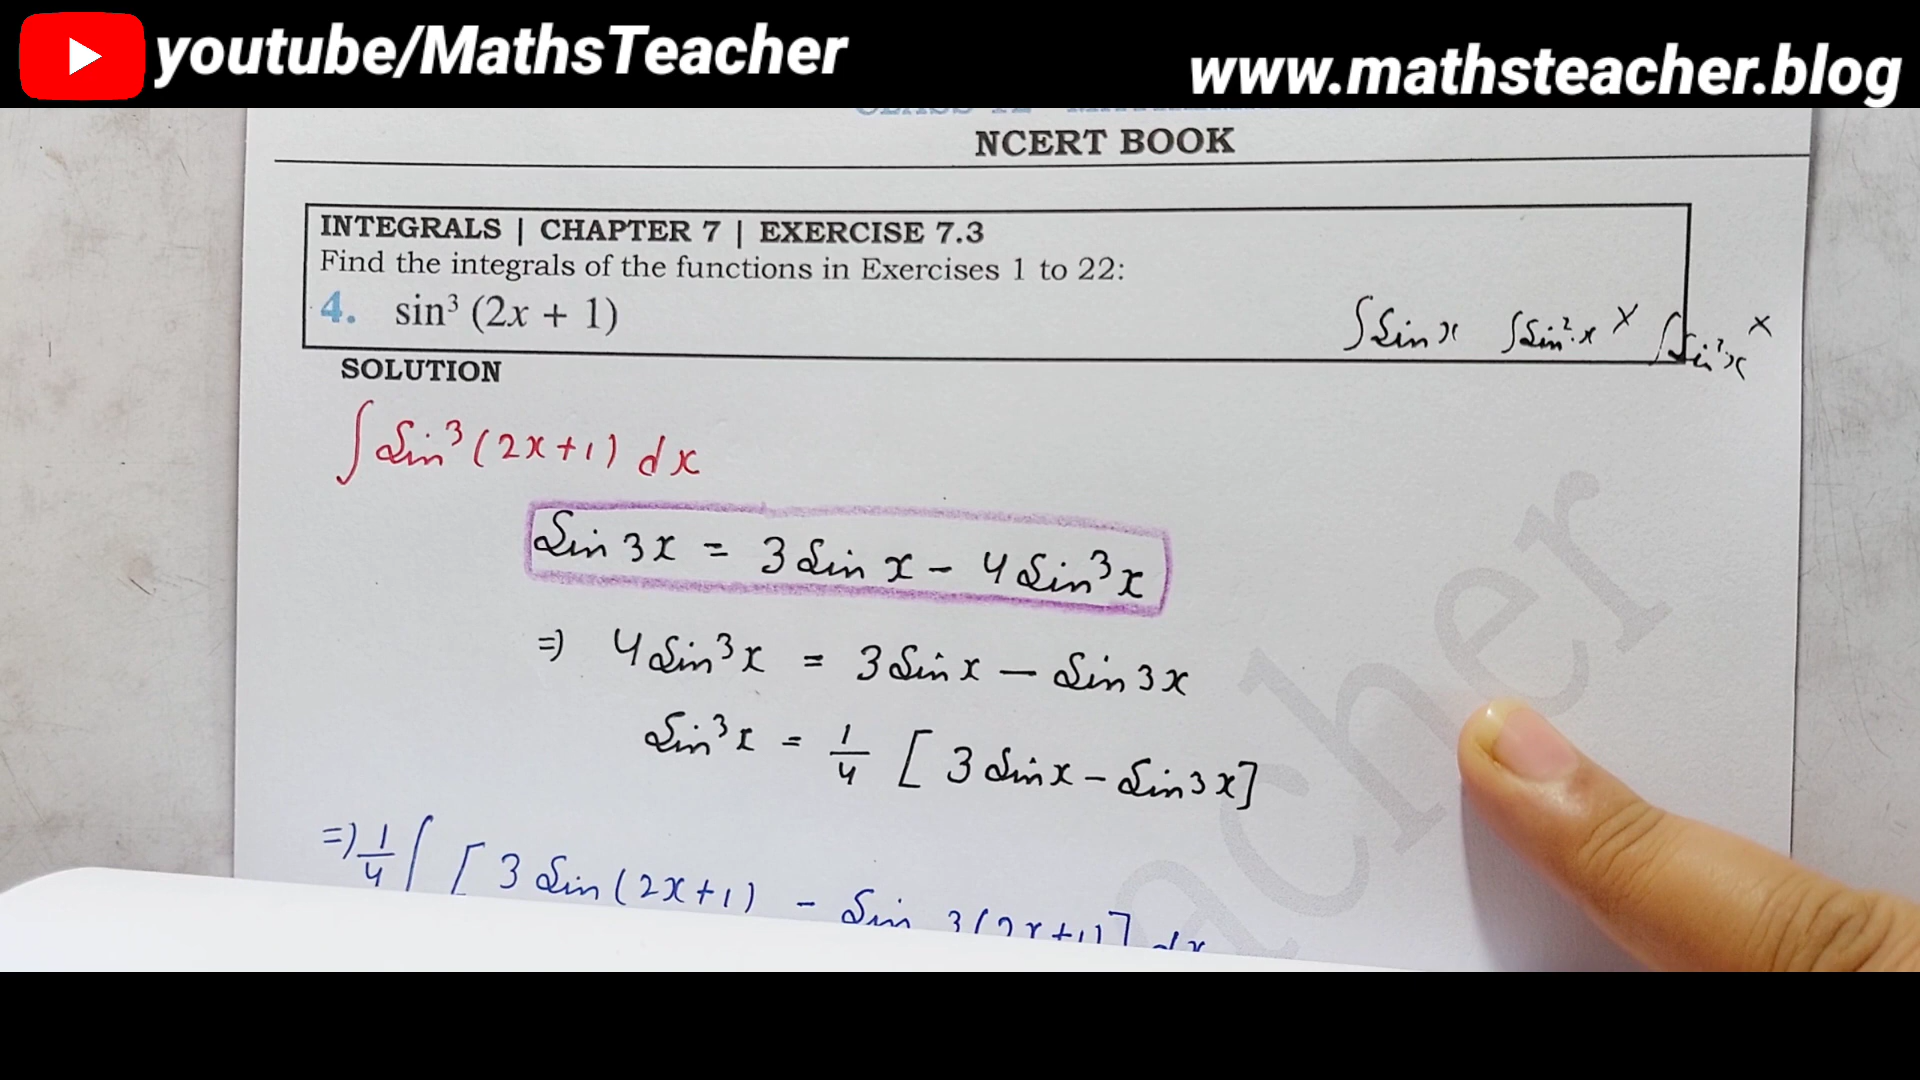 youtube/MathsTeacher
www.mathsteacher.blog
NCERT BOOK
INTEGRALS | CHAPTER 7 | EXERCISE 7.3
Find the integrals of the functions in Exercises 1 to 22:
4. sin³ (2x + 1)
∫Sin x ∫Sin²x ×
SOLUTION
∫Sin³(2x+1) dx
Sin 3x = 3 Sin x - 4 Sin³x
=) 4 Sin³x = 3 Sin x - Sin 3x
Sin³x = 1/4 [3 Sin x - Sin 3x]
=) 1/4 ∫ [3 Sin (2x+1) - Sin 3(2x+1)] dx
acher